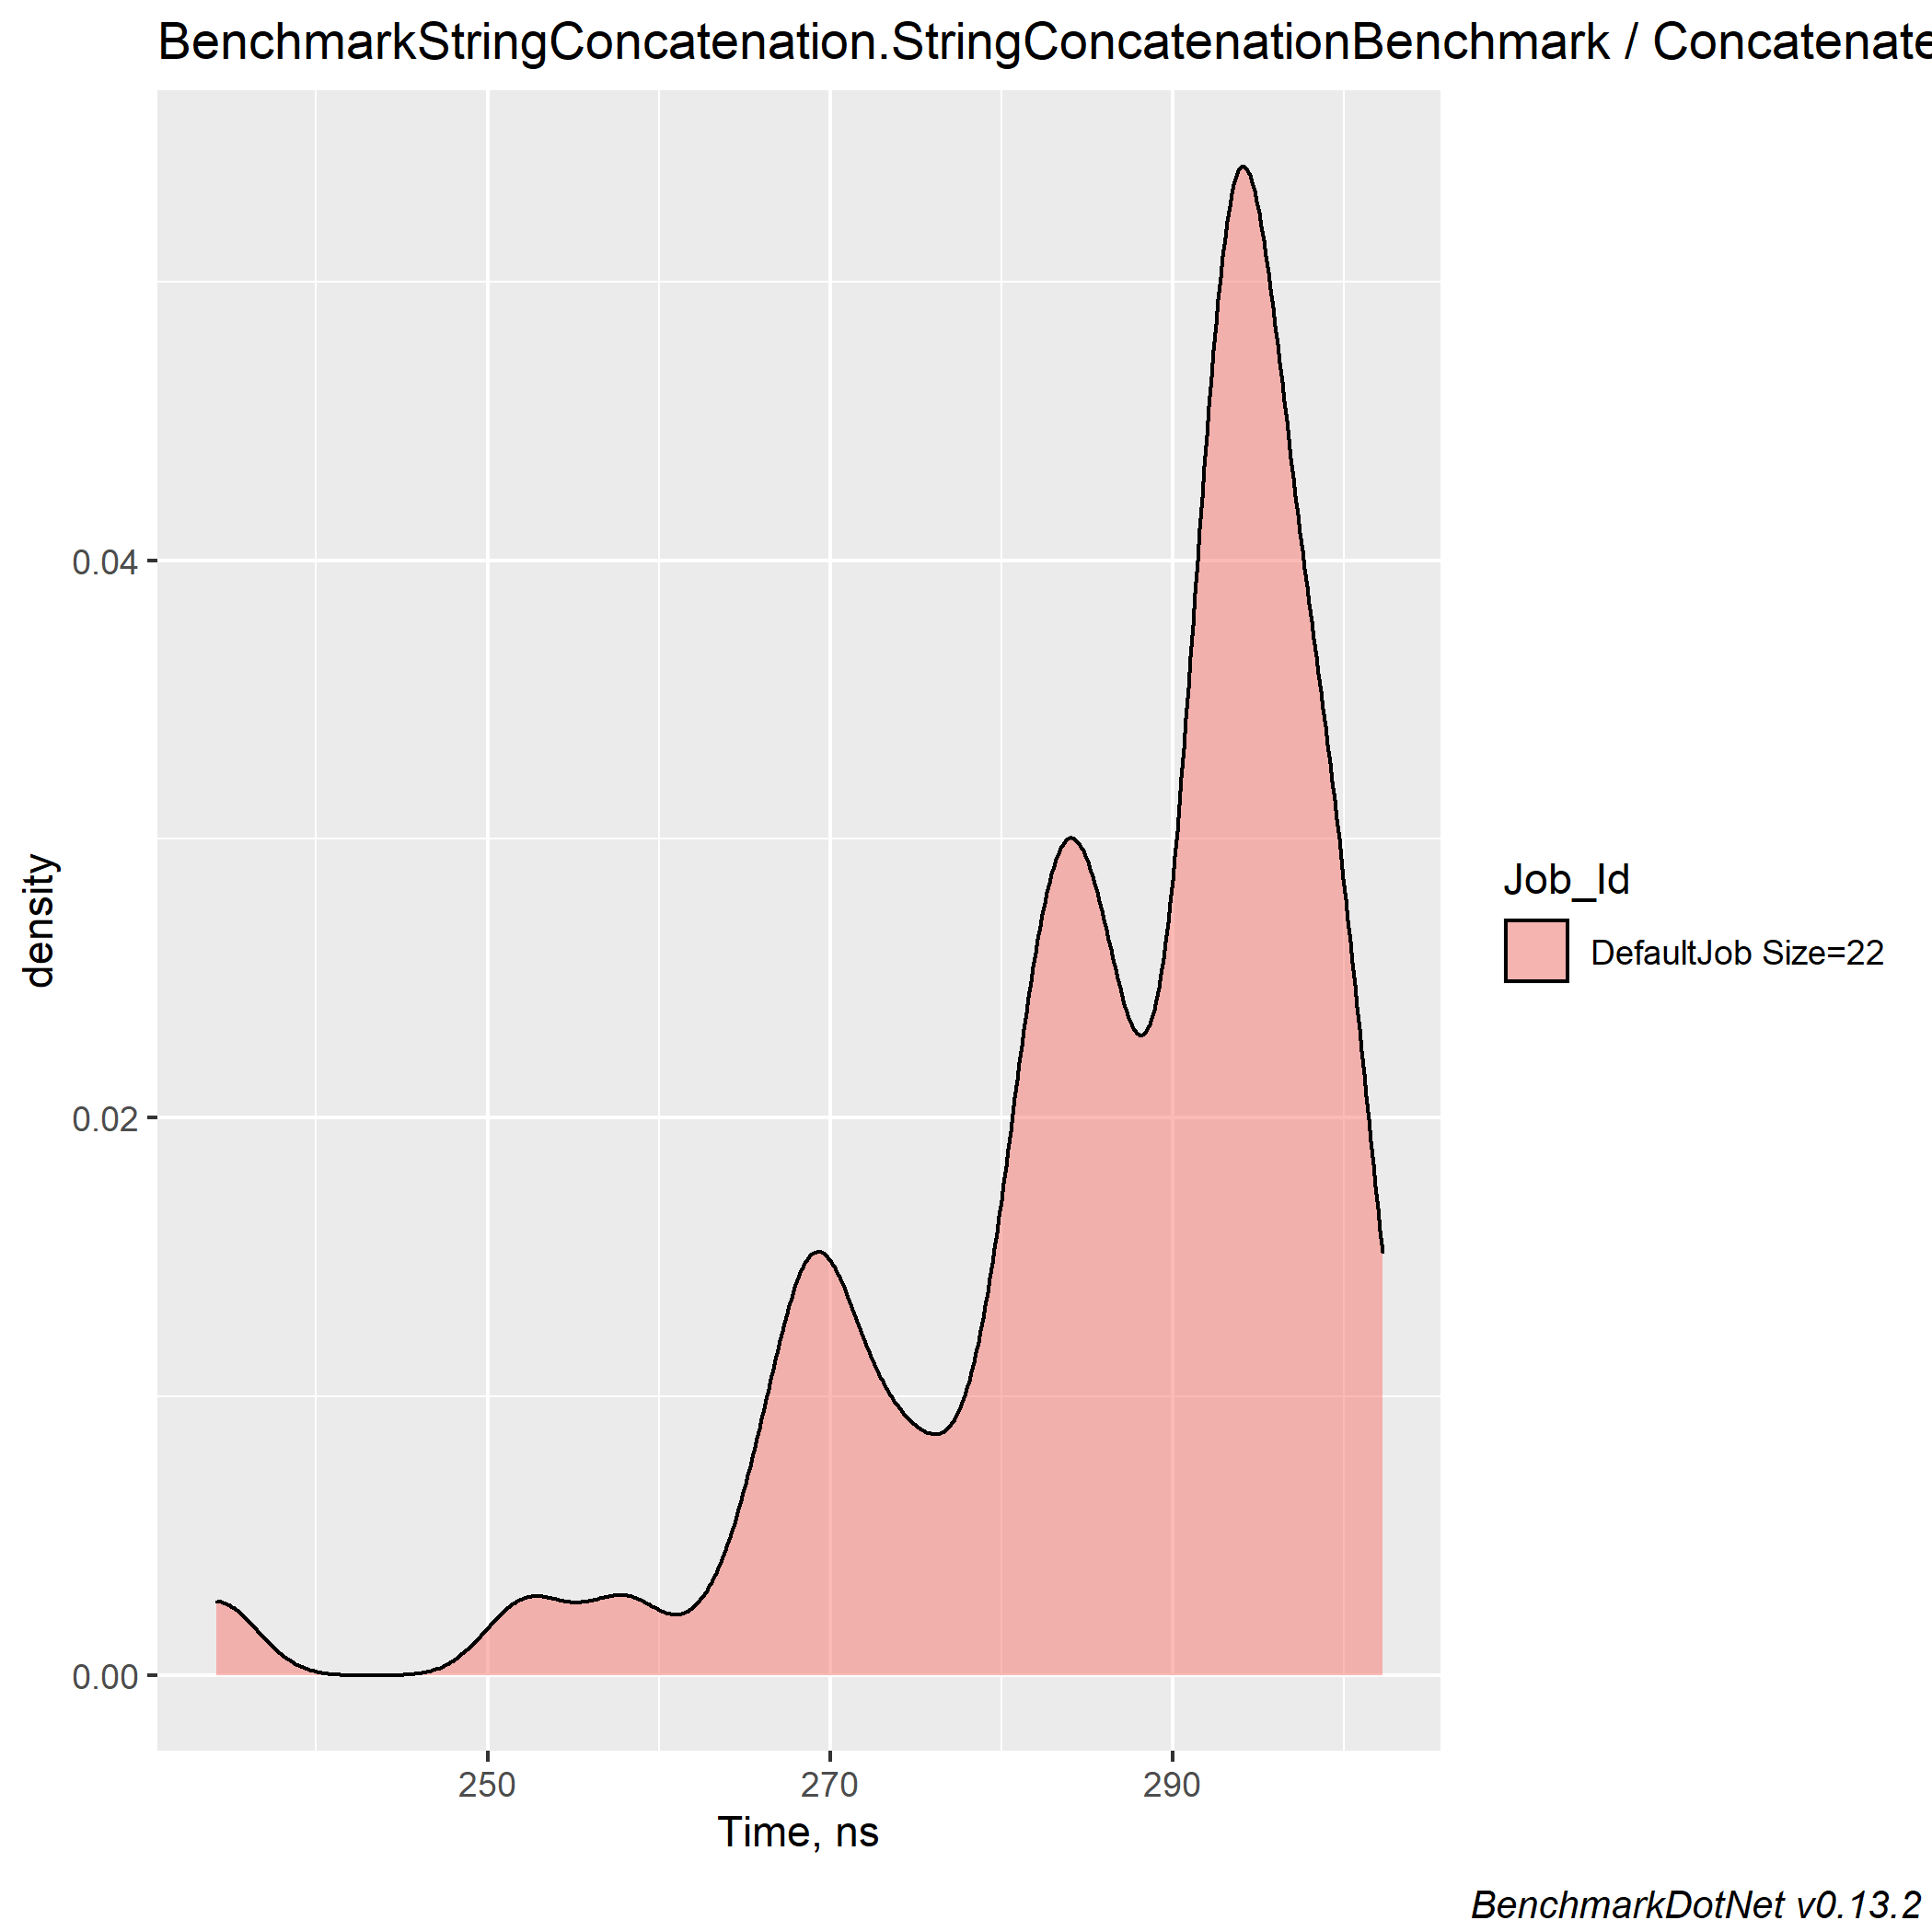 BenchmarkStringConcatenation.StringConcatenationBenchmark / Concatenate
0.04
0.02
0.00
density
250 270 290
Time, ns
Job_Id
DefaultJob Size=22
BenchmarkDotNet v0.13.2